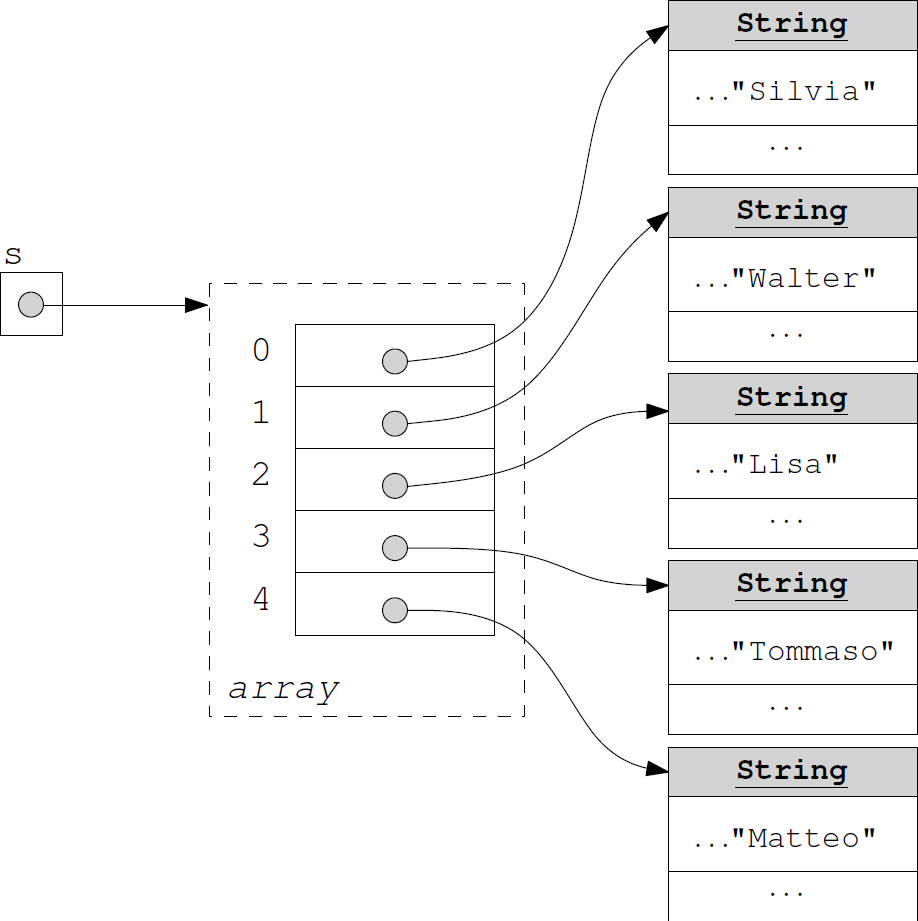 s
0
1
2
3
4
array
String
..."Silvia"
...
String
..."Walter"
...
String
..."Lisa"
...
String
..."Tommaso"
...
String
..."Matteo"
...